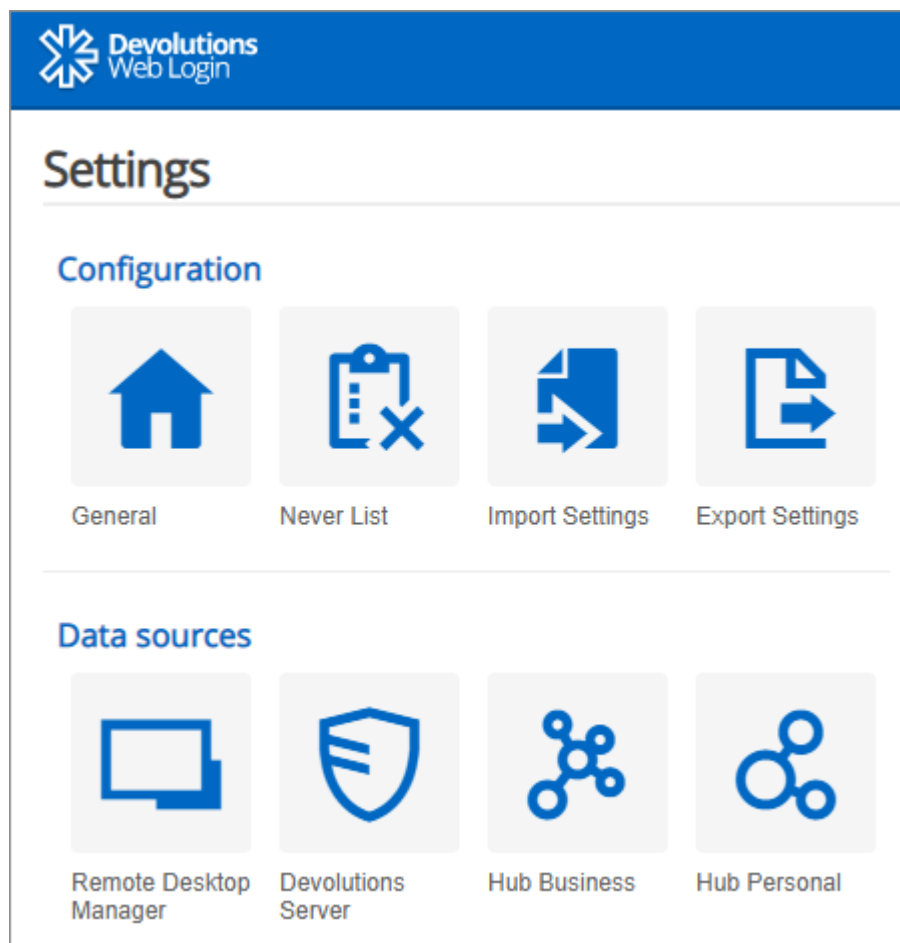 Devolutions
Web Login
Settings
Configuration
General
Never List
Import Settings
Export Settings
Data sources
Remote Desktop
Manager
Devolutions
Server
Hub Business
Hub Personal